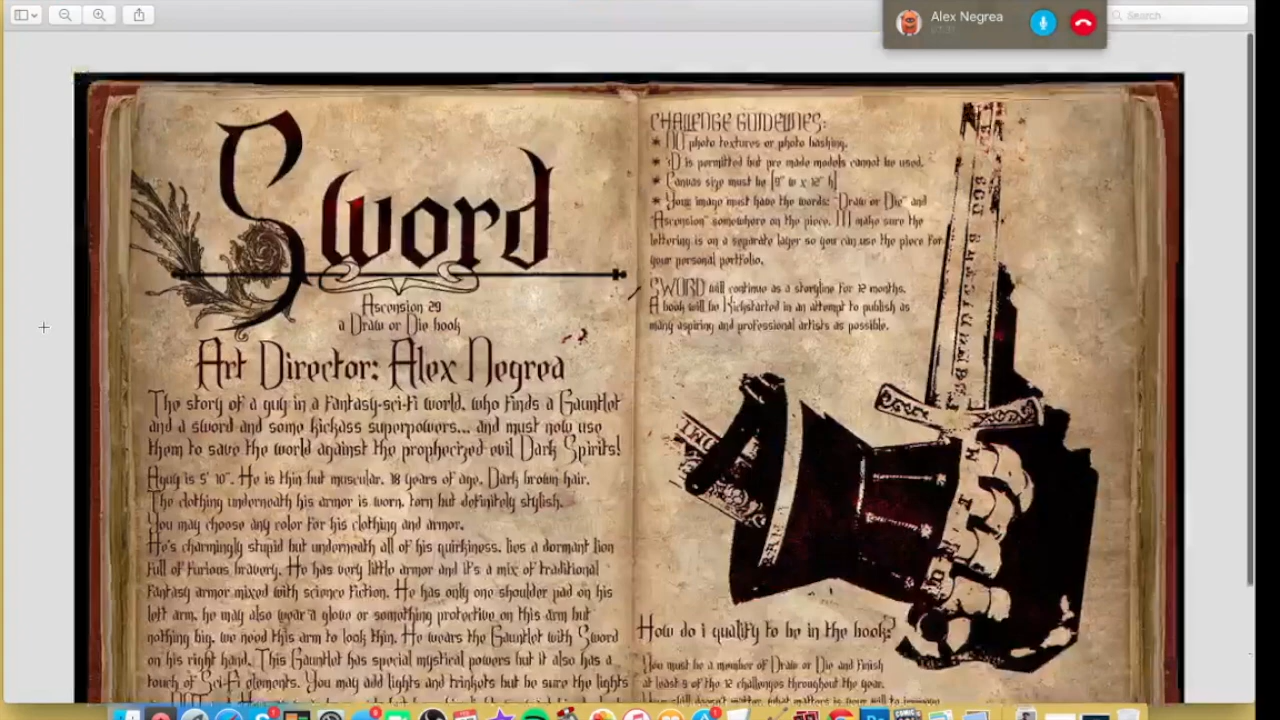 Alex Negrea
Search
Sword
Ascension 29
a Draw or Die book
Art Director: Alex Negrea
The story of a guy in a fantasy-sci-fi world, who finds a Gauntlet
and a sword and some kickass superpowers... and must now use
them to save the world against the prophecized evil Dark Spirits!
Aguy is 5' 10". He is thin but muscular. 18 years of age. Dark brown hair.
The clothing underneath his armor is worn, torn but definitely stylish.
You may choose any color for his clothing and armor.
He's charmingly stupid but underneath all of his quirkiness, lies a dormant lion
full of furious bravery. He has very little armor and it's a mix of traditional
fantasy armor mixed with science fiction. He has only one shoulder pad on his
left arm, he may also wear a glove or something protective on this arm but
nothing big, we need this arm to look thin. He wears the Gauntlet with Sword
on his right hand. This Gauntlet has special mystical powers but it also has a
touch of Sci-Fi elements. You may add lights and trinkets but be sure the lights
CHALLENGE GUIDELINES:
* NO photo textures or photo bashing.
* 3D is permitted but pre made models cannot be used.
* Canvas size must be [9" w x 12" h]
* Your image must have the words: "Draw or Die" and
"Ascension" somewhere on the piece. I'll make sure the
lettering is on a separate layer so you can use the piece for
your personal portfolio.
SWORD will continue as a storyline for 12 months.
A book will be Kickstarted in an attempt to publish as
many aspiring and professional artists as possible.
How do i qualify to be in the book?
You must be a member of Draw or Die and finish
at least 9 of the 12 challenges throughout the year.